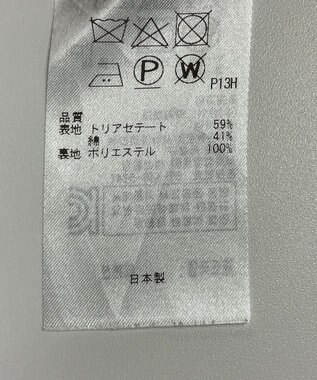 P
W
P13H
品質
表地 トリアセテート 59%
綿 41%
裏地 ポリエステル 100%
日本製